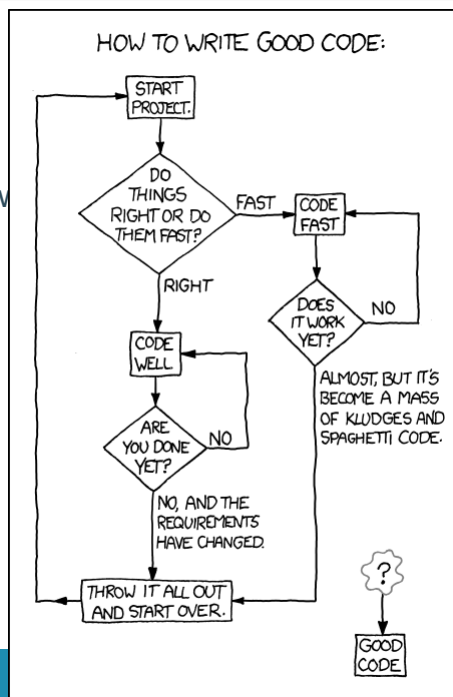 HOW TO WRITE GOOD CODE:
START
PROJECT.
DO
THINGS
RIGHT OR DO
THEM FAST?
FAST
CODE
FAST
RIGHT
DOES
IT WORK
YET?
NO
CODE
WELL
ALMOST, BUT IT'S
BECOME A MASS
OF KLUDGES AND
SPAGHETTI CODE.
ARE
YOU DONE
YET?
NO
NO, AND THE
REQUIREMENTS
HAVE CHANGED.
THROW IT ALL OUT
AND START OVER.
?
GOOD
CODE